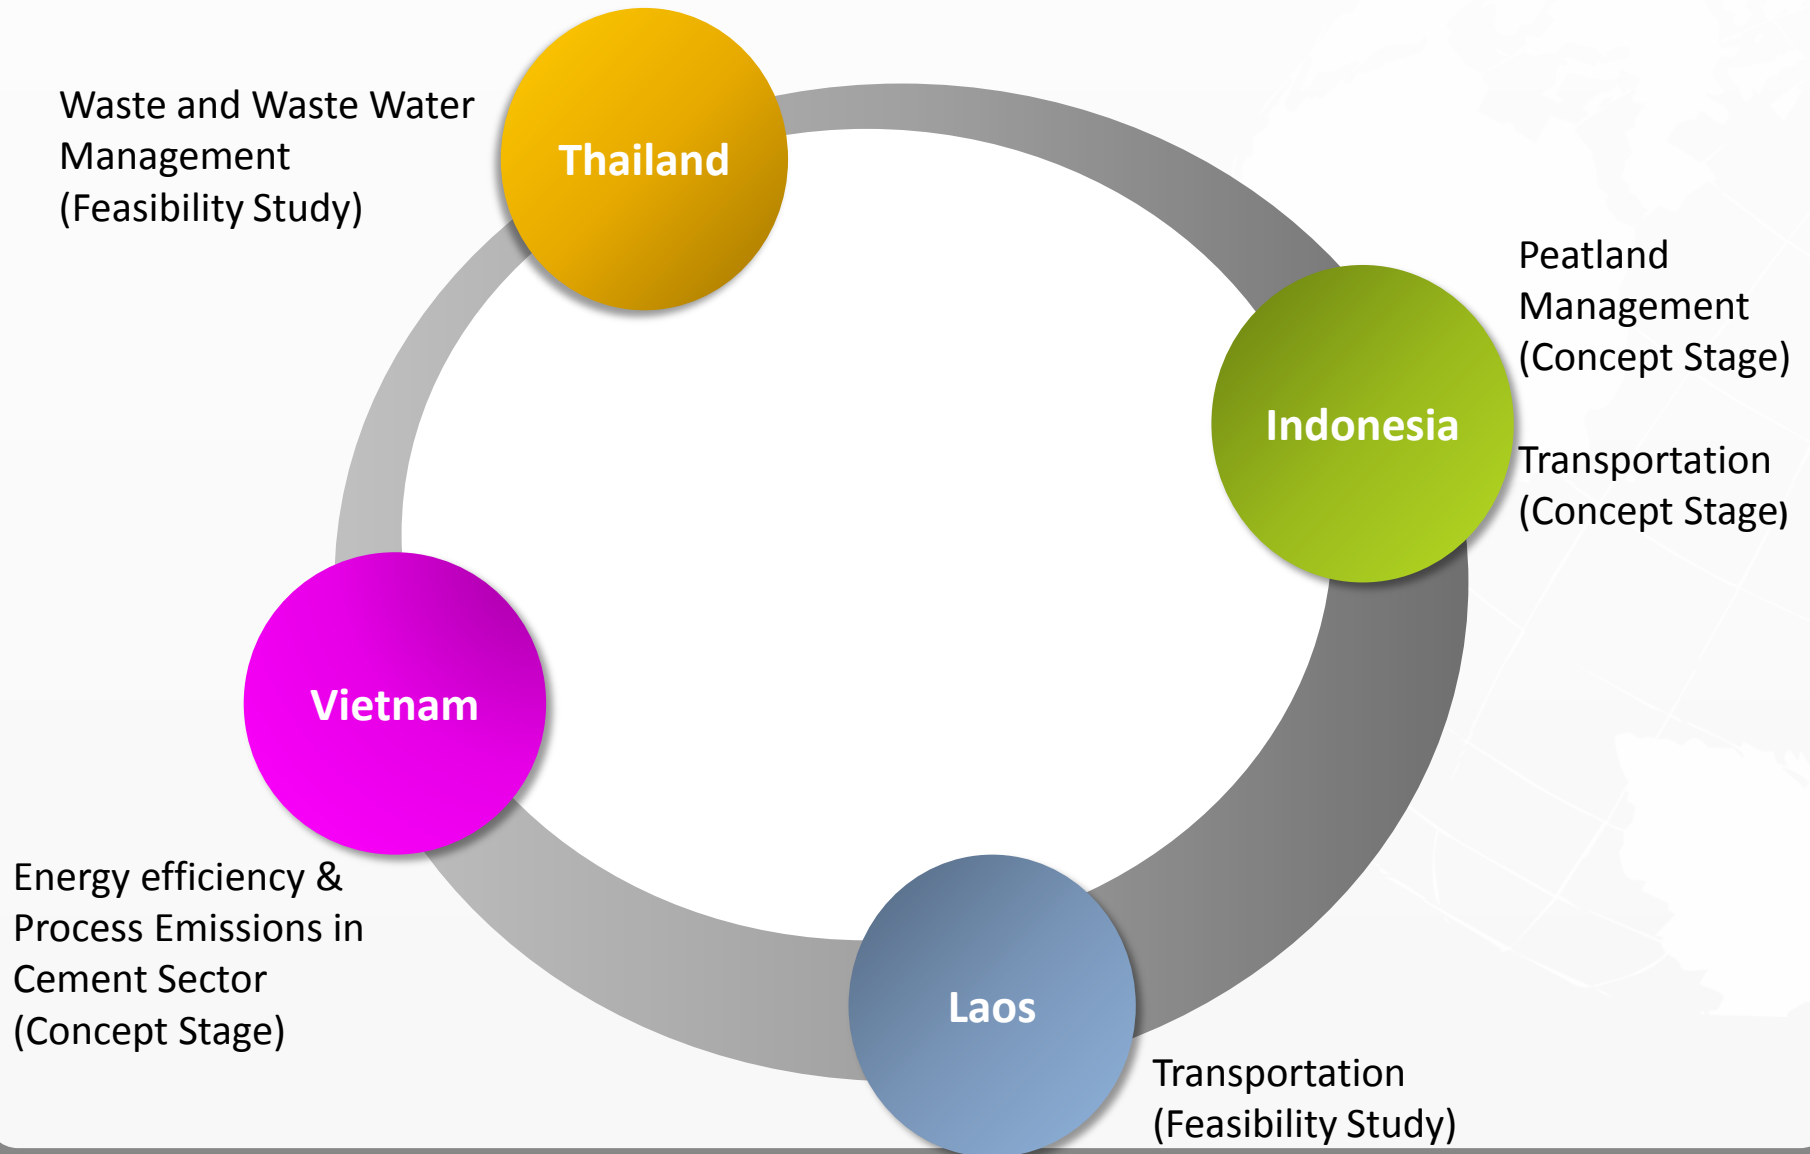 Waste and Waste Water
Management
(Feasibility Study)
Thailand
Peatland
Management
(Concept Stage)
Indonesia
Transportation
(Concept Stage)
Vietnam
Energy efficiency &
Process Emissions in
Cement Sector
(Concept Stage)
Laos
Transportation
(Feasibility Study)